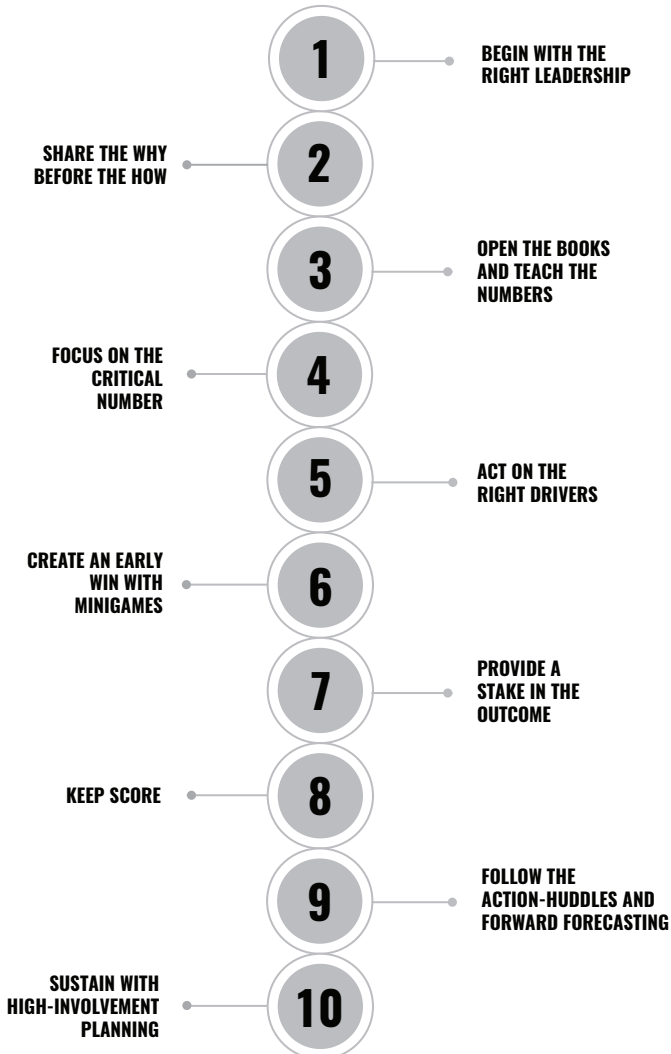 1
BEGIN WITH THE
RIGHT LEADERSHIP
2
SHARE THE WHY
BEFORE THE HOW
3
OPEN THE BOOKS
AND TEACH THE
NUMBERS
4
FOCUS ON THE
CRITICAL
NUMBER
5
ACT ON THE
RIGHT DRIVERS
6
CREATE AN EARLY
WIN WITH
MINIGAMES
7
PROVIDE A
STAKE IN THE
OUTCOME
8
KEEP SCORE
9
FOLLOW THE
ACTION-HUDDLES AND
FORWARD FORECASTING
10
SUSTAIN WITH
HIGH-INVOLVEMENT
PLANNING